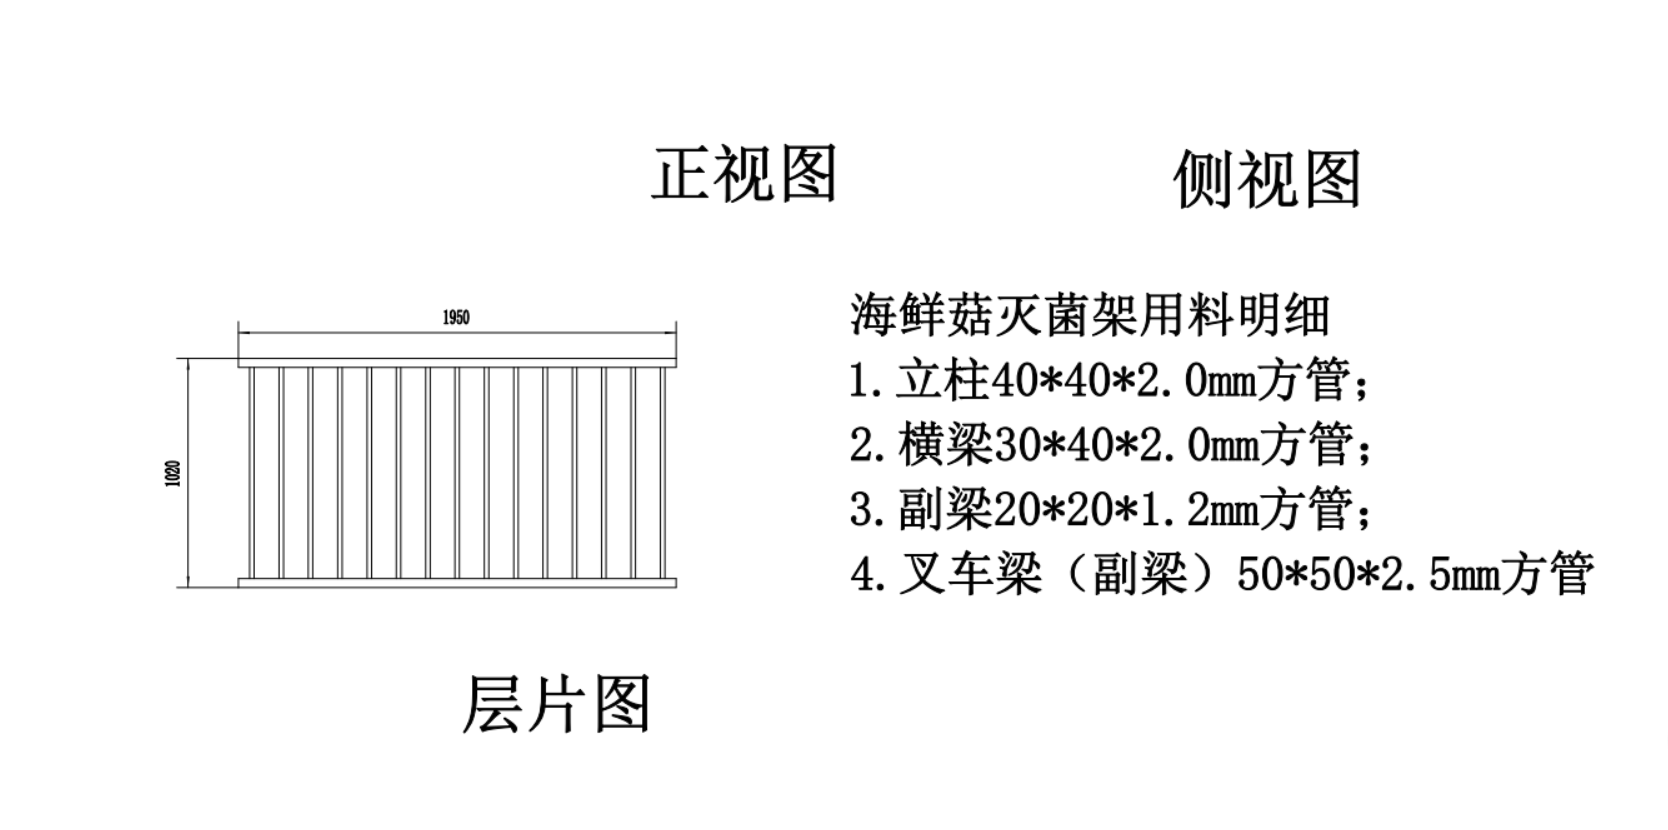 正视图
侧视图
1950
1020
层片图
海鲜菇灭菌架用料明细
1.立柱40*40*2.0mm方管；
2.横梁30*40*2.0mm方管；
3.副梁20*20*1.2mm方管；
4.叉车梁（副梁）50*50*2.5mm方管